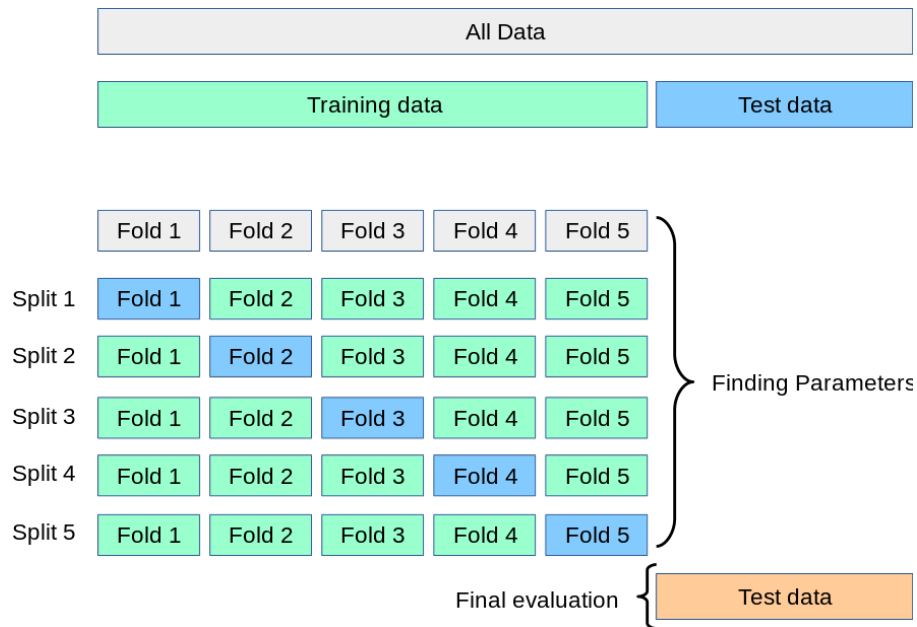 All Data
Training data Test data
Fold 1 Fold 2 Fold 3 Fold 4 Fold 5
Split 1 Fold 1 Fold 2 Fold 3 Fold 4 Fold 5
Split 2 Fold 1 Fold 2 Fold 3 Fold 4 Fold 5
Finding Parameters
Split 3 Fold 1 Fold 2 Fold 3 Fold 4 Fold 5
Split 4 Fold 1 Fold 2 Fold 3 Fold 4 Fold 5
Split 5 Fold 1 Fold 2 Fold 3 Fold 4 Fold 5
Final evaluation Test data